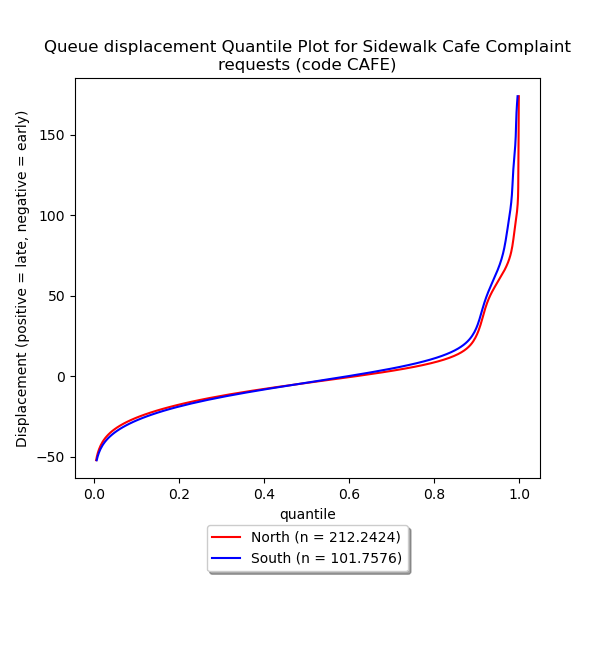 Queue displacement Quantile Plot for Sidewalk Cafe Complaint
requests (code CAFE)
Displacement (positive = late, negative = early)
150
100
50
0
−50
0.0 0.2 0.4 0.6 0.8 1.0
quantile
North (n = 212.2424)
South (n = 101.7576)